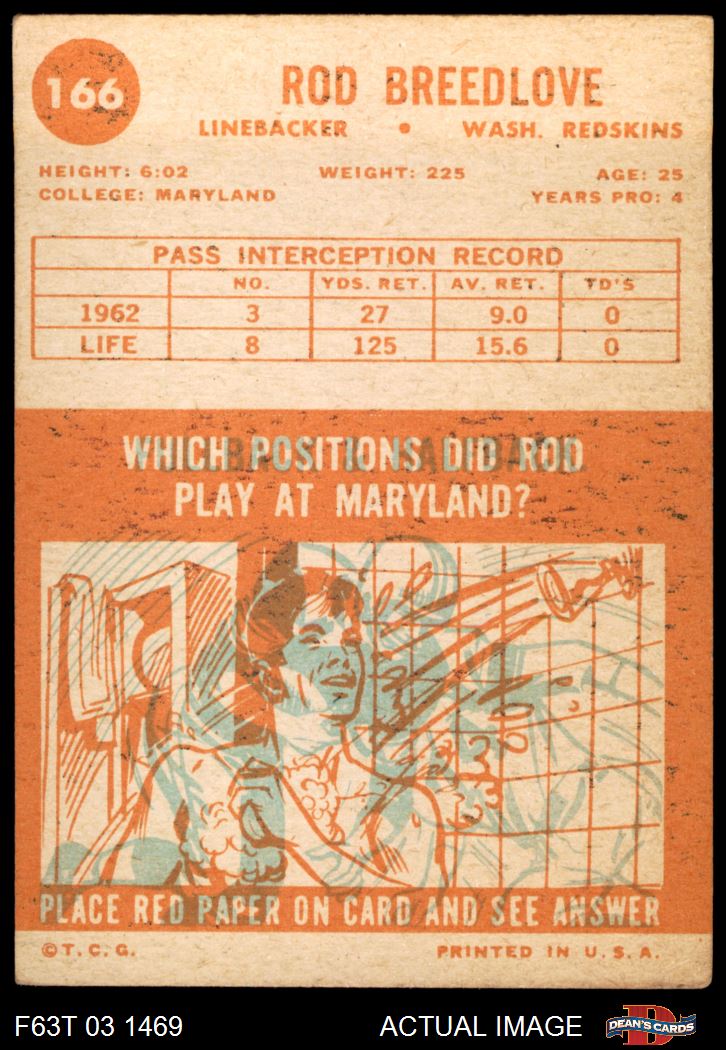 166
ROD BREEDLOVE
LINEBACKER • WASH. REDSKINS
HEIGHT: 6:02 WEIGHT: 225 AGE: 25
COLLEGE: MARYLAND YEARS PRO: 4
PASS INTERCEPTION RECORD
NO. YDS. RET. AV. RET. TD'S
1962 3 27 9.0 0
LIFE 8 125 15.6 0
WHICH POSITIONS DID ROD
PLAY AT MARYLAND?
PLACE RED PAPER ON CARD AND SEE ANSWER
©T.C.G. PRINTED IN U.S.A.
F63T 03 1469 ACTUAL IMAGE DEAN'S CARDS